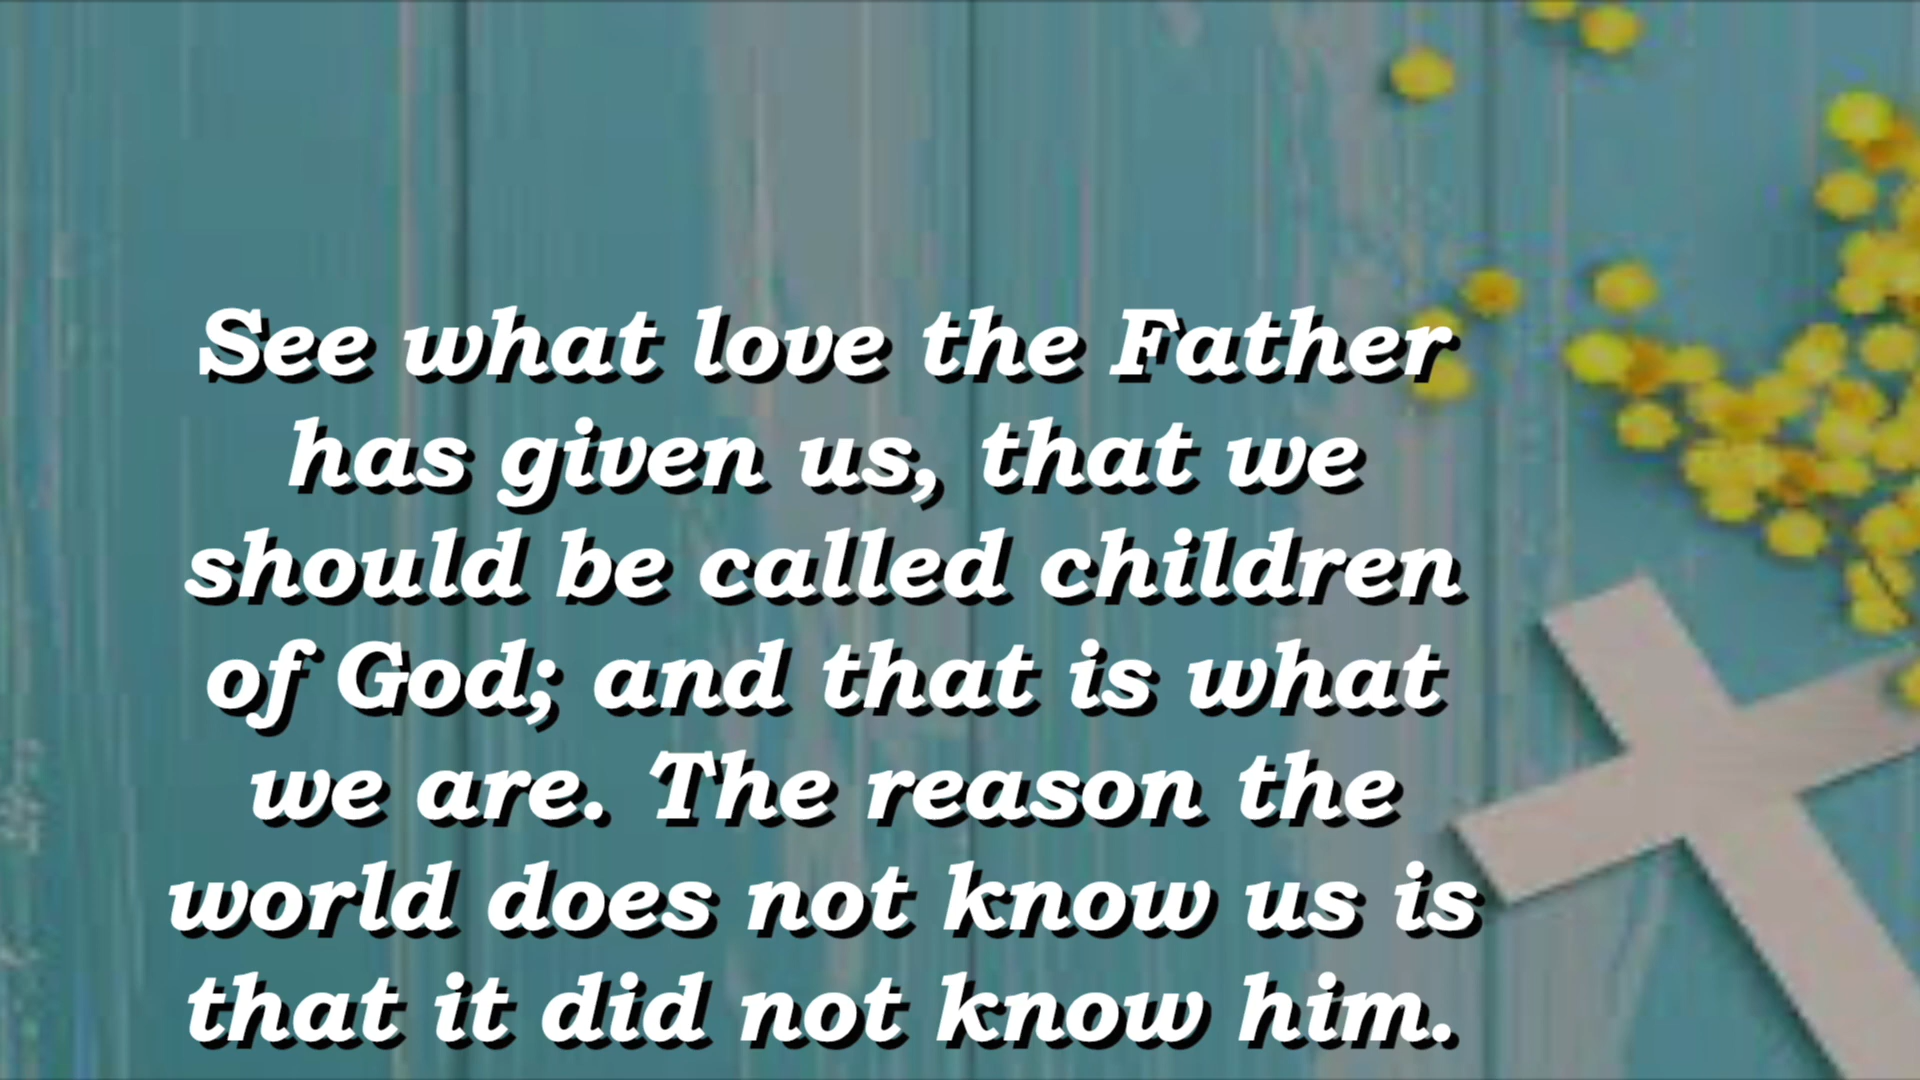 See what love the Father
has given us, that we
should be called children
of God; and that is what
we are. The reason the
world does not know us is
that it did not know him.